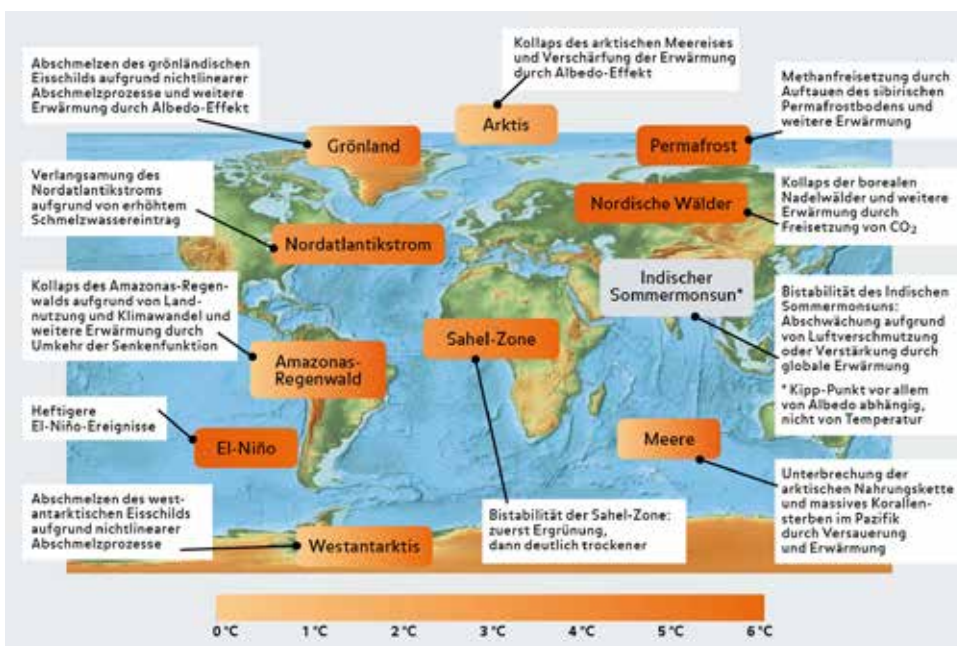 Abschmelzen des grönländischen
Eisschilds aufgrund nichtlinearer
Abschmelzprozesse und weitere
Erwärmung durch Albedo-Effekt
Kollaps des arktischen Meereises
und Verschärfung der Erwärmung
durch Albedo-Effekt
Methanfreisetzung durch
Auftauen des sibirischen
Permafrostbodens und
weitere Erwärmung
Grönland
Arktis
Permafrost
Verlangsamung des
Nordatlantikstroms
aufgrund von erhöhtem
Schmelzwassereintrag
Nordatlantikstrom
Nordische Wälder
Kollaps der borealen
Nadelwälder und weitere
Erwärmung durch
Freisetzung von CO₂
Kollaps des Amazonas-Regen-
walds aufgrund von Land-
nutzung und Klimawandel und
weitere Erwärmung durch
Umkehr der Senkenfunktion
Amazonas-
Regenwald
Sahel-Zone
Indischer
Sommermonsun*
Bistabilität des Indischen
Sommermonsuns:
Abschwächung aufgrund
von Luftverschmutzung
oder Verstärkung durch
globale Erwärmung
* Kipp-Punkt vor allem
von Albedo abhängig,
nicht von Temperatur
Heftigere
El-Niño-Ereignisse
El-Niño
Meere
Unterbrechung der
arktischen Nahrungskette
und massives Korallen-
sterben im Pazifik
durch Versauerung
und Erwärmung
Abschmelzen des west-
antarktischen Eisschilds
aufgrund nichtlinearer
Abschmelzprozesse
Westantarktis
Bistabilität der Sahel-Zone:
zuerst Ergrünung,
dann deutlich trockener
0 °C 1 °C 2 °C 3 °C 4 °C 5 °C 6 °C